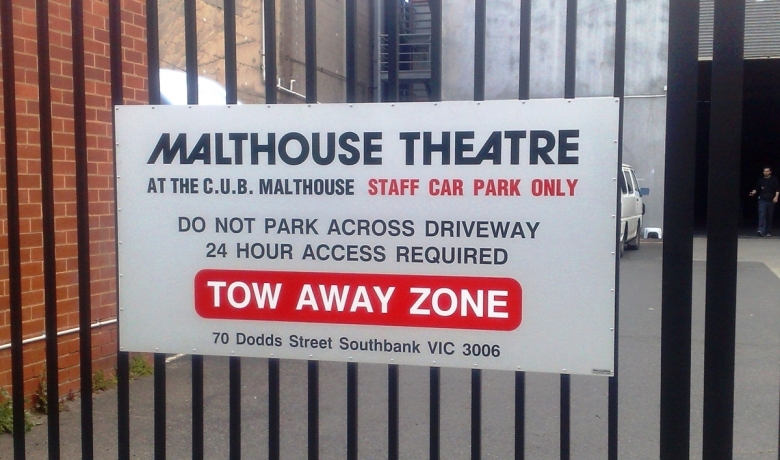 MALTHOUSE THEATRE
AT THE C.U.B. MALTHOUSE STAFF CAR PARK ONLY
DO NOT PARK ACROSS DRIVEWAY
24 HOUR ACCESS REQUIRED
TOW AWAY ZONE
70 Dodds Street Southbank VIC 3006